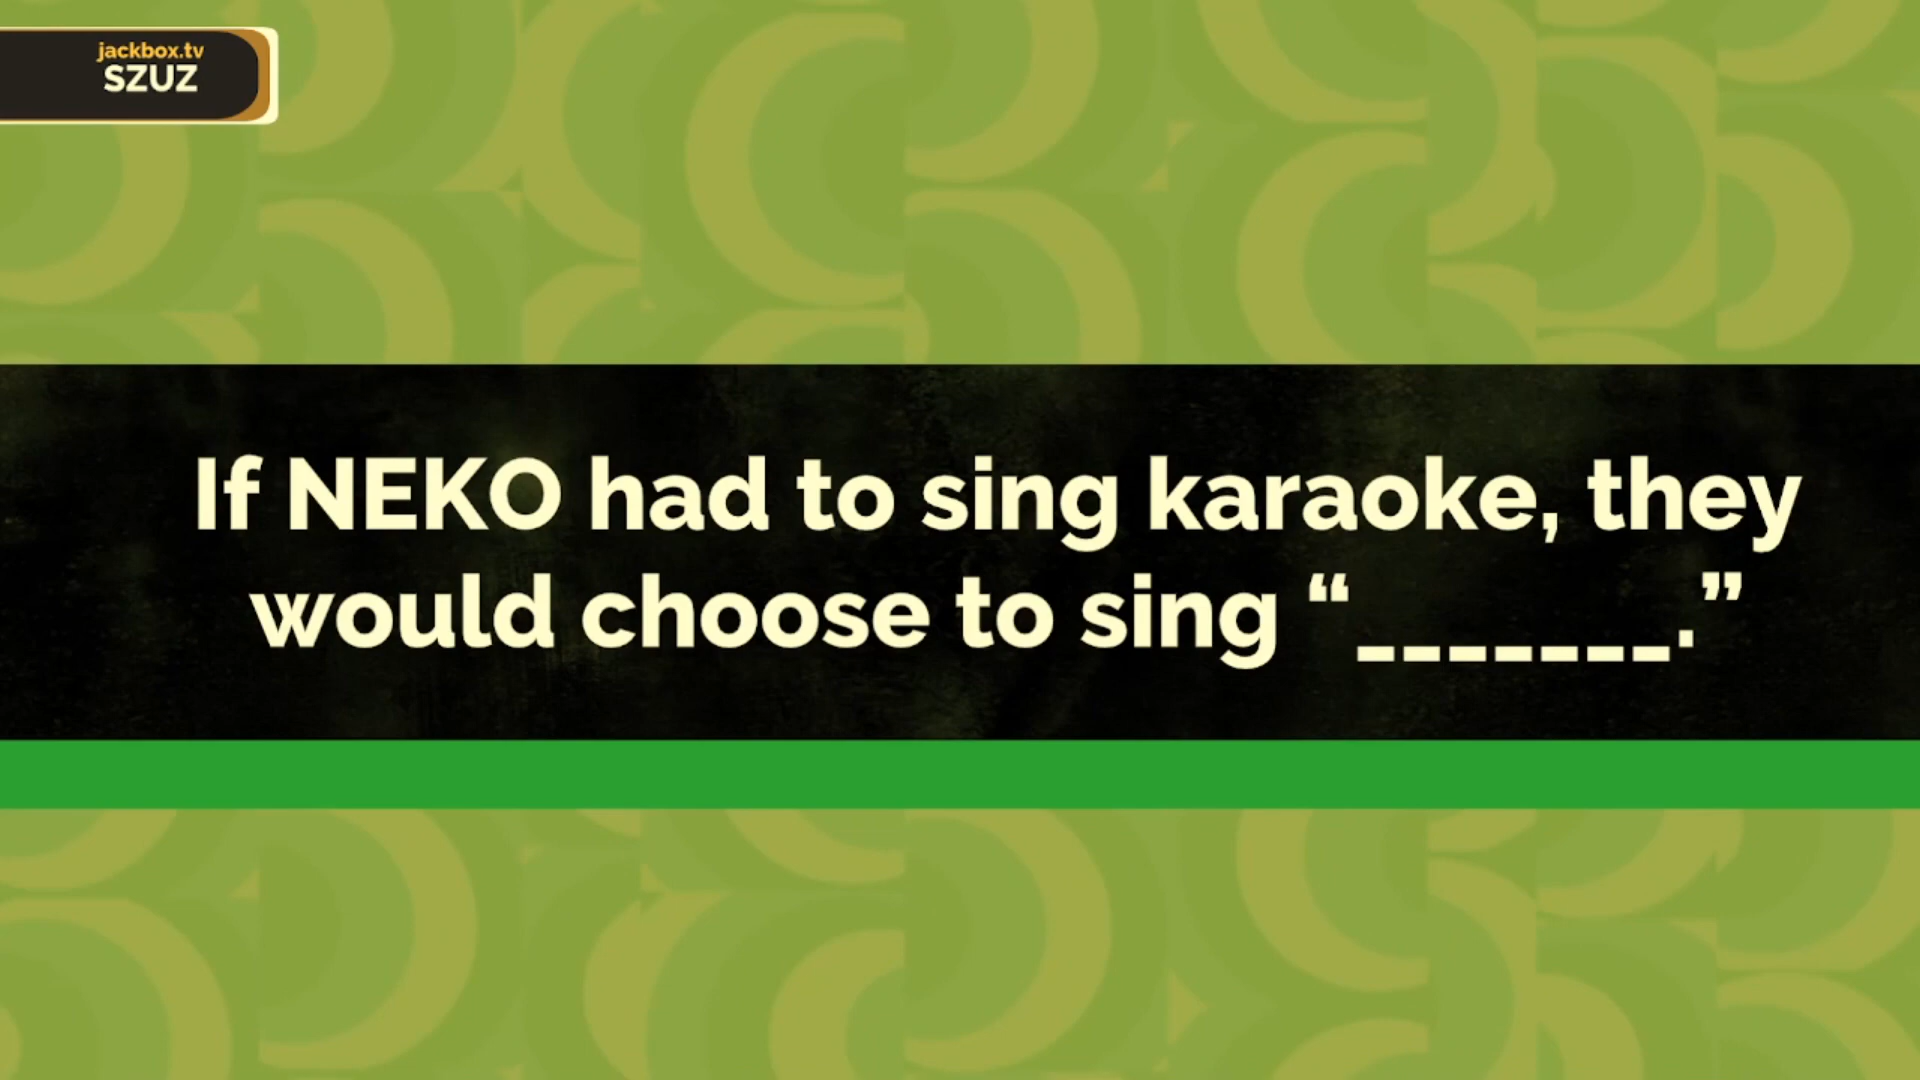 jackbox.tv
SZUZ
If NEKO had to sing karaoke, they
would choose to sing “_______.”